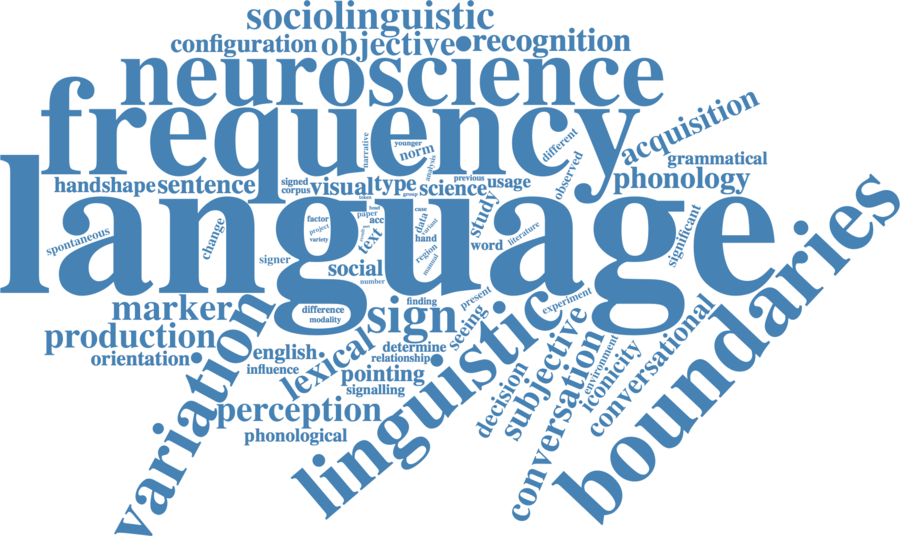 sociolinguistic
configuration
objective
recognition
neuroscience
frequency
acquisition
grammatical
phonology
narrative
younger
norm
analysis
different
observed
handshape
sentence
signed
corpus
visual
type
previous
group
science
usage
language
boundaries
spontaneous
change
factor
project
variety
token
head
paper
acc
text
case
data
variant
hand
region
manual
study
word
literature
significant
signer
social
number
marker
production
orientation
difference
modality
finding
sign
present
seeing
experiment
determine
relationship
english
influence
lexical
pointing
signalling
variation
perception
phonological
linguistic
decision
subjective
conversation
environment
iconicity
conversational